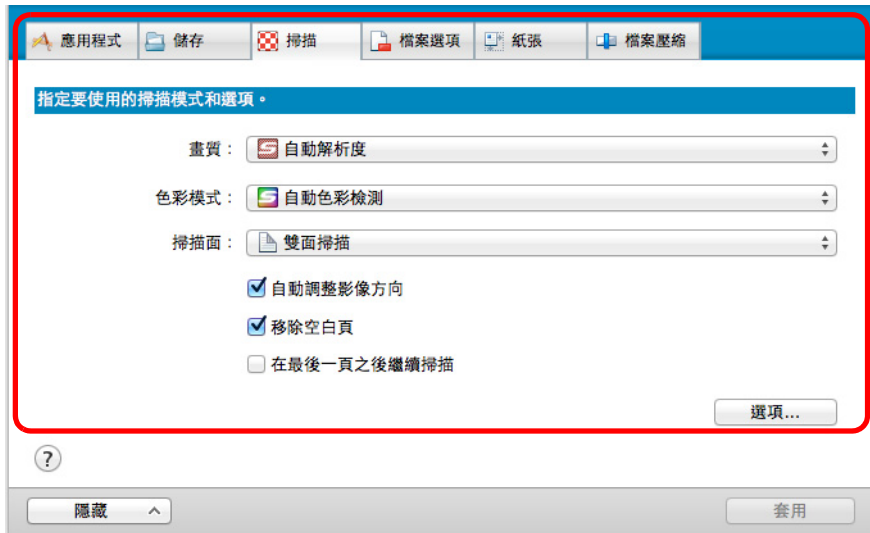 應用程式 儲存 掃描 檔案選項 紙張 檔案壓縮
指定要使用的掃描模式和選項。
畫質： 自動解析度
色彩模式： 自動色彩檢測
掃描面： 雙面掃描
自動調整影像方向
移除空白頁
在最後一頁之後繼續掃描
選項...
?
隱藏 套用